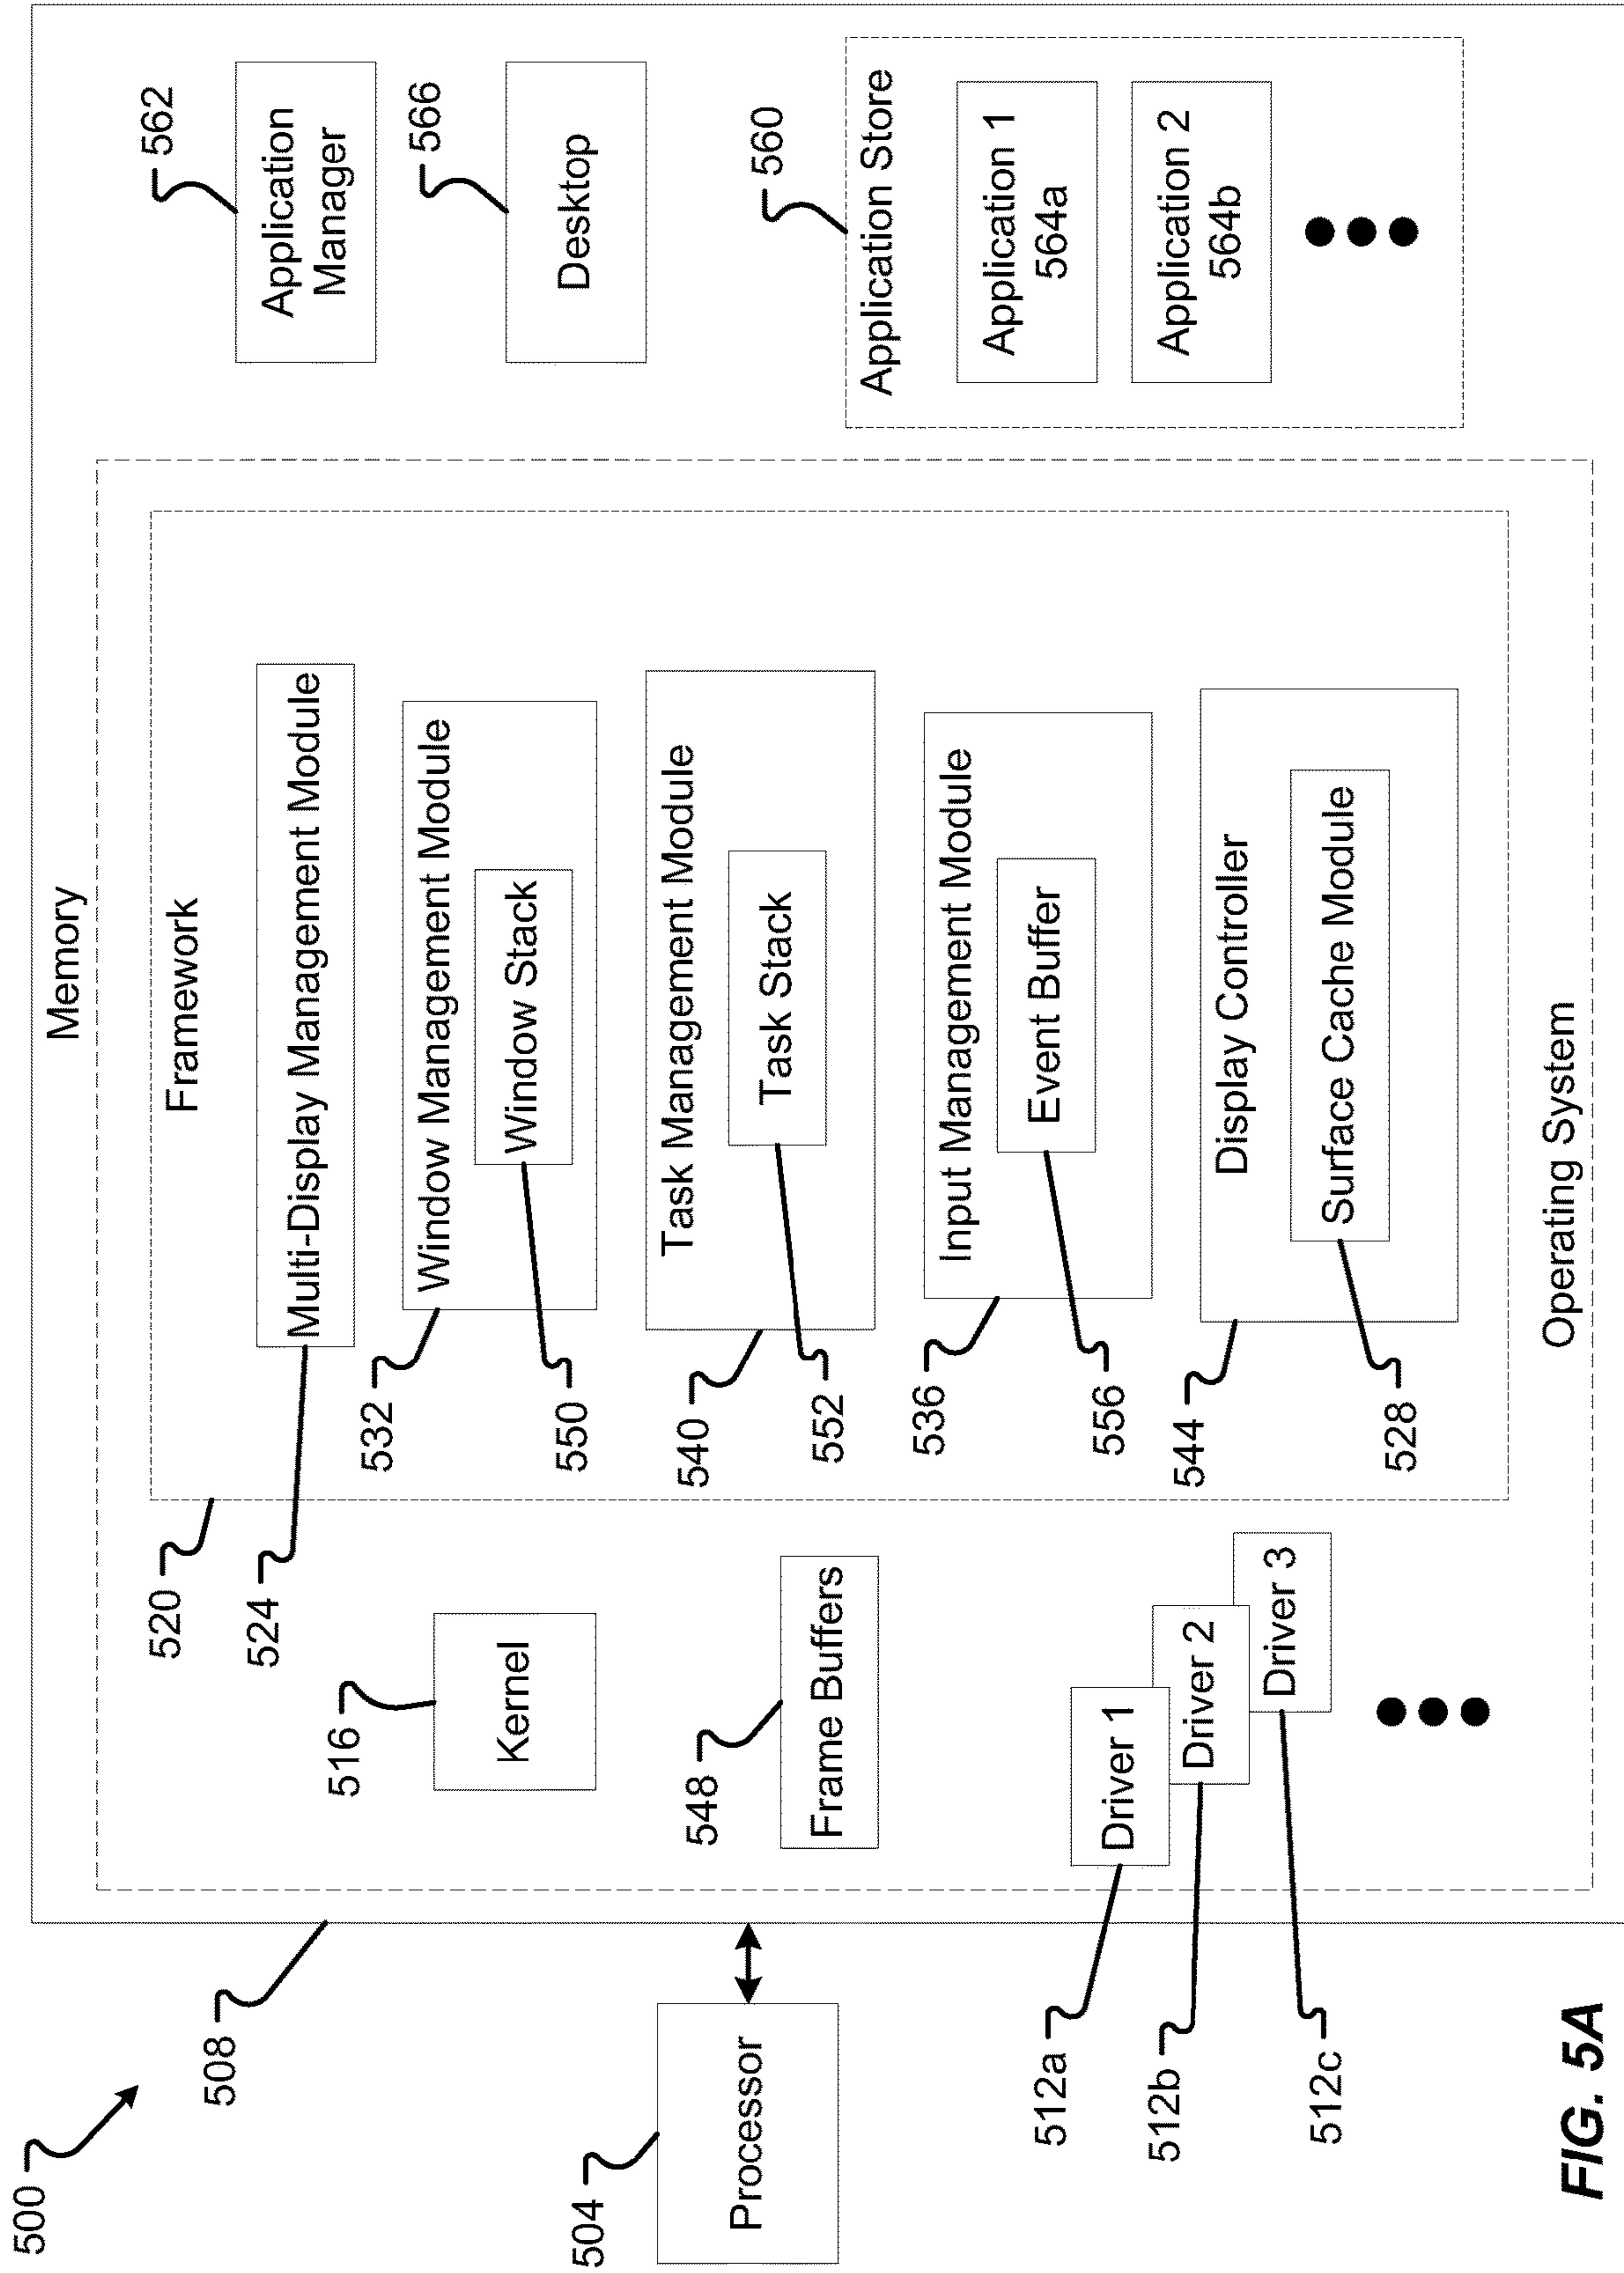 500
508
Memory
504
Processor
516
Kernel
548
Frame Buffers
512a
Driver 1
512b
Driver 2
512c
Driver 3
520
Framework
524
Multi-Display Management Module
532
Window Management Module
550
Window Stack
540
Task Management Module
552
Task Stack
536
Input Management Module
556
Event Buffer
544
Display Controller
528
Surface Cache Module
Operating System
562
Application
Manager
566
Desktop
560
Application Store
Application 1
564a
Application 2
564b
FIG. 5A